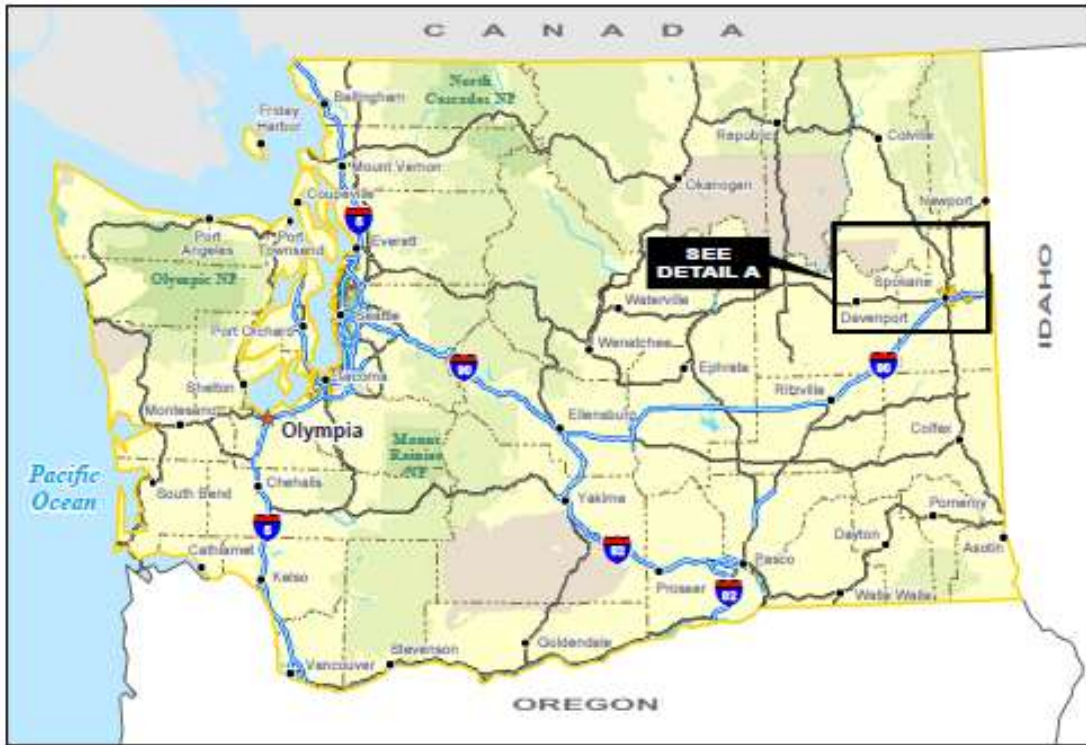 CANADA
North
Cascades NP
Bellingham
Friday
Harbor
Republic
Colville
Mount Vernon
Okanogan
Coupeville
Newport
5
Port
Angeles
Port
Townsend
Everett
SEE
DETAIL A
Olympic NP
Spokane
Waterville
Davenport
Seattle
Port Orchard
IDAHO
Wenatchee
90
Ephrata
90
Tacoma
Shelton
Ritzville
Montesano
Ellensburg
Olympia
Colfax
Mount
Rainier
NP
Pacific
Ocean
Chehalis
South Bend
Yakima
Pomeroy
5
Dayton
82
Asotin
Cathlamet
Pasco
Kelso
Prosser
82
Walla Walla
Goldendale
Stevenson
Vancouver
OREGON